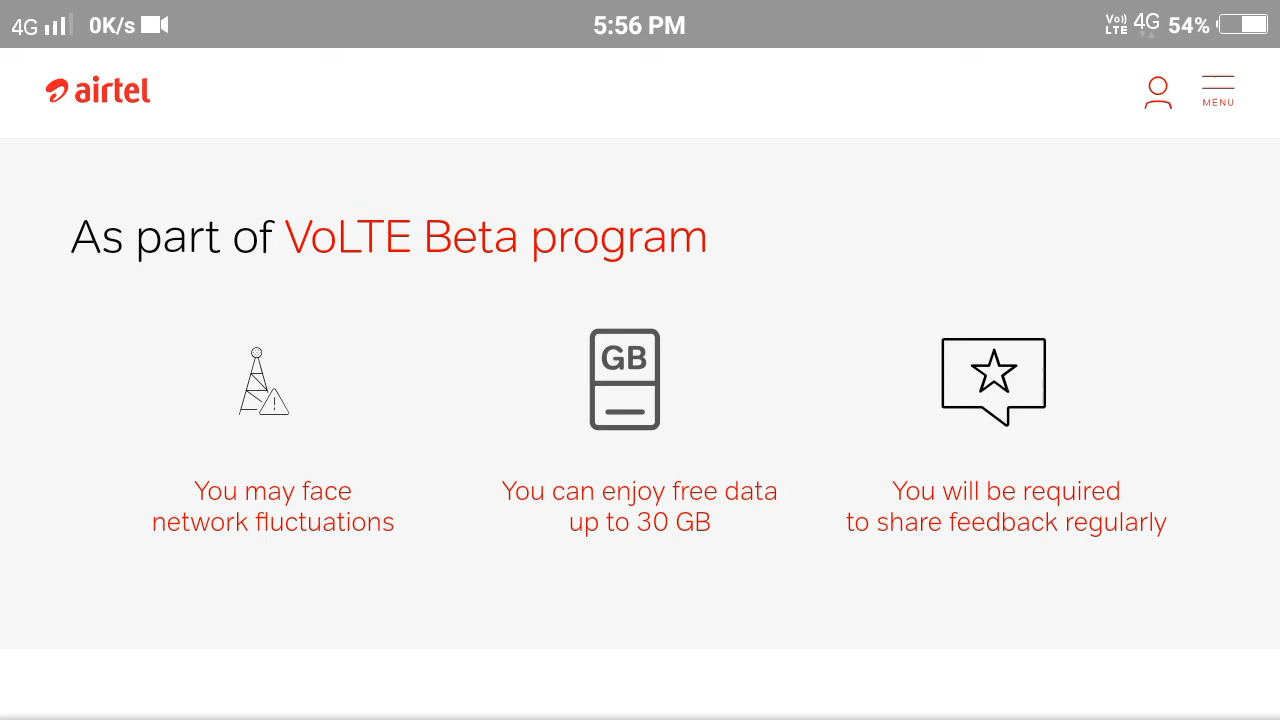 4G 0K/s 5:56 PM Vo)) LTE 4G 54%
airtel
MENU
As part of VoLTE Beta program
GB
You may face
network fluctuations
You can enjoy free data
up to 30 GB
You will be required
to share feedback regularly